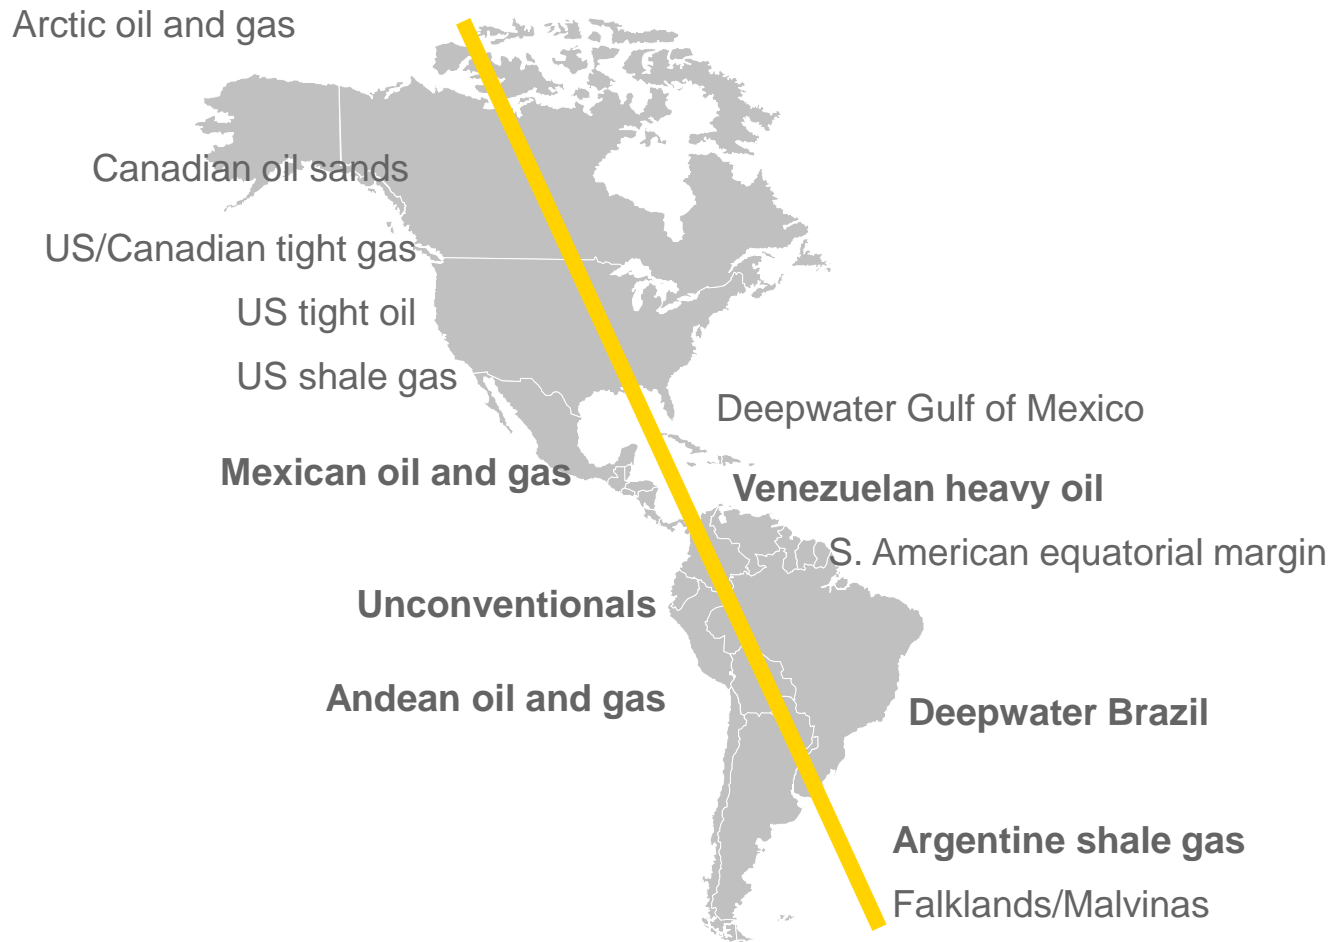 Arctic oil and gas
Canadian oil sands
US/Canadian tight gas
US tight oil
US shale gas
Deepwater Gulf of Mexico
Mexican oil and gas
Venezuelan heavy oil
S. American equatorial margin
Unconventionals
Andean oil and gas
Deepwater Brazil
Argentine shale gas
Falklands/Malvinas